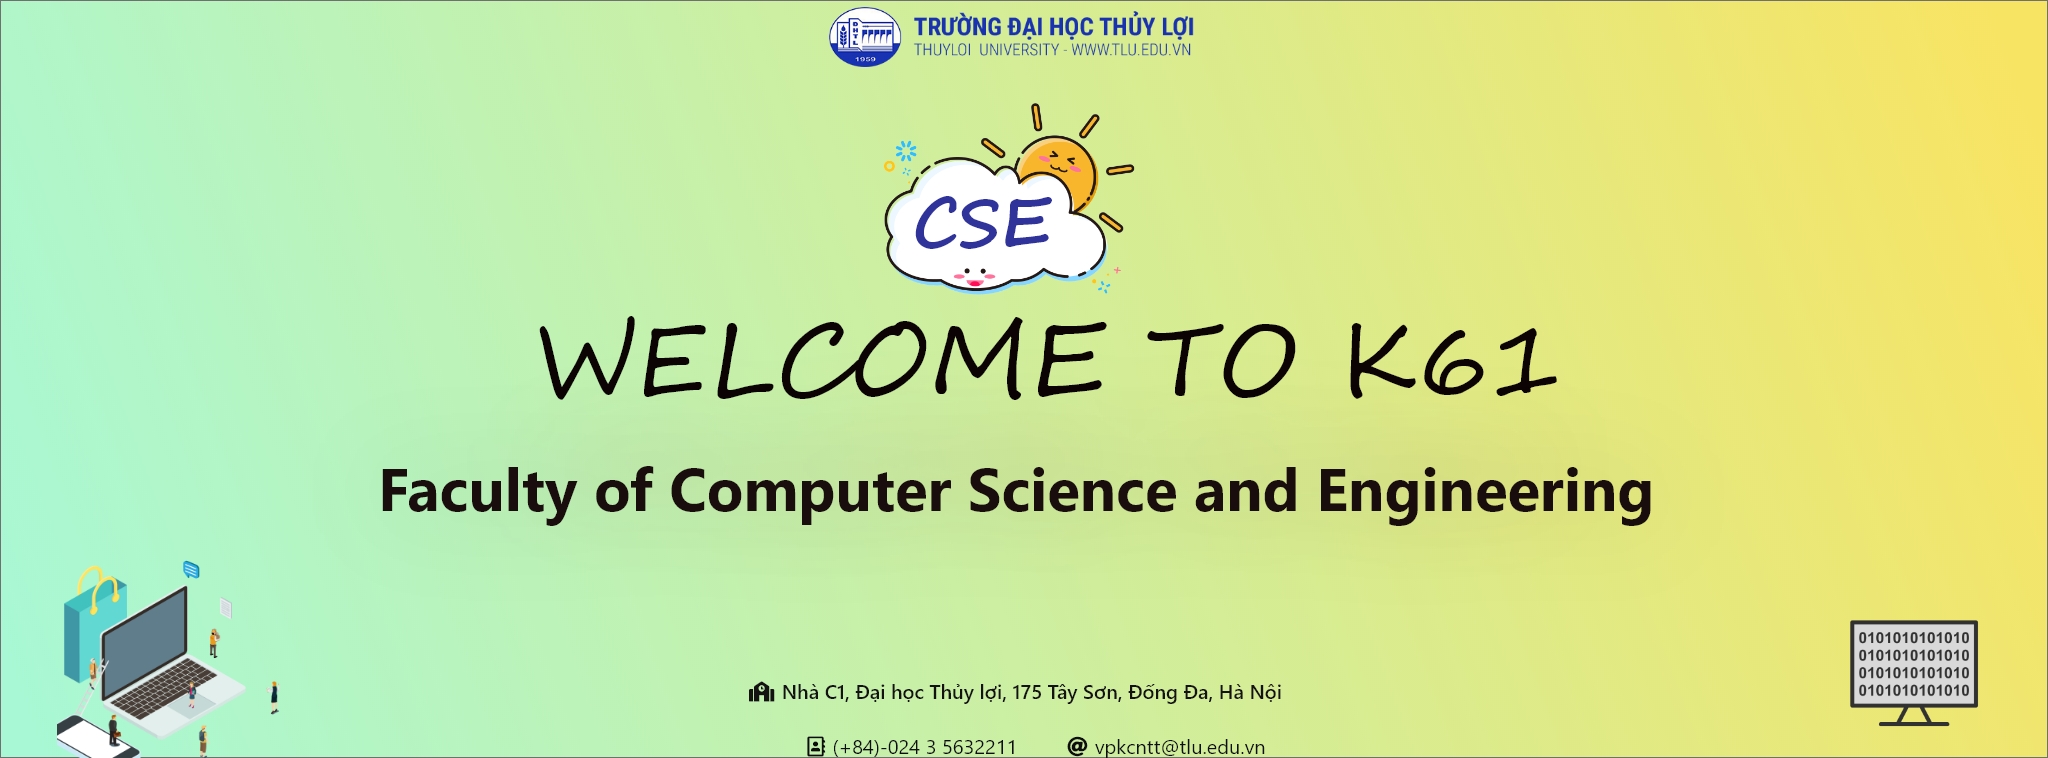 TRƯỜNG ĐẠI HỌC THỦY LỢI
THUYLOI UNIVERSITY - WWW.TLU.EDU.VN
ĐHTL
1959
CSE
WELCOME TO K61
Faculty of Computer Science and Engineering
0101010101010
0101010101010
0101010101010
0101010101010
Nhà C1, Đại học Thủy lợi, 175 Tây Sơn, Đống Đa, Hà Nội
(+84)-024 3 5632211
@ vpkcntt@tlu.edu.vn